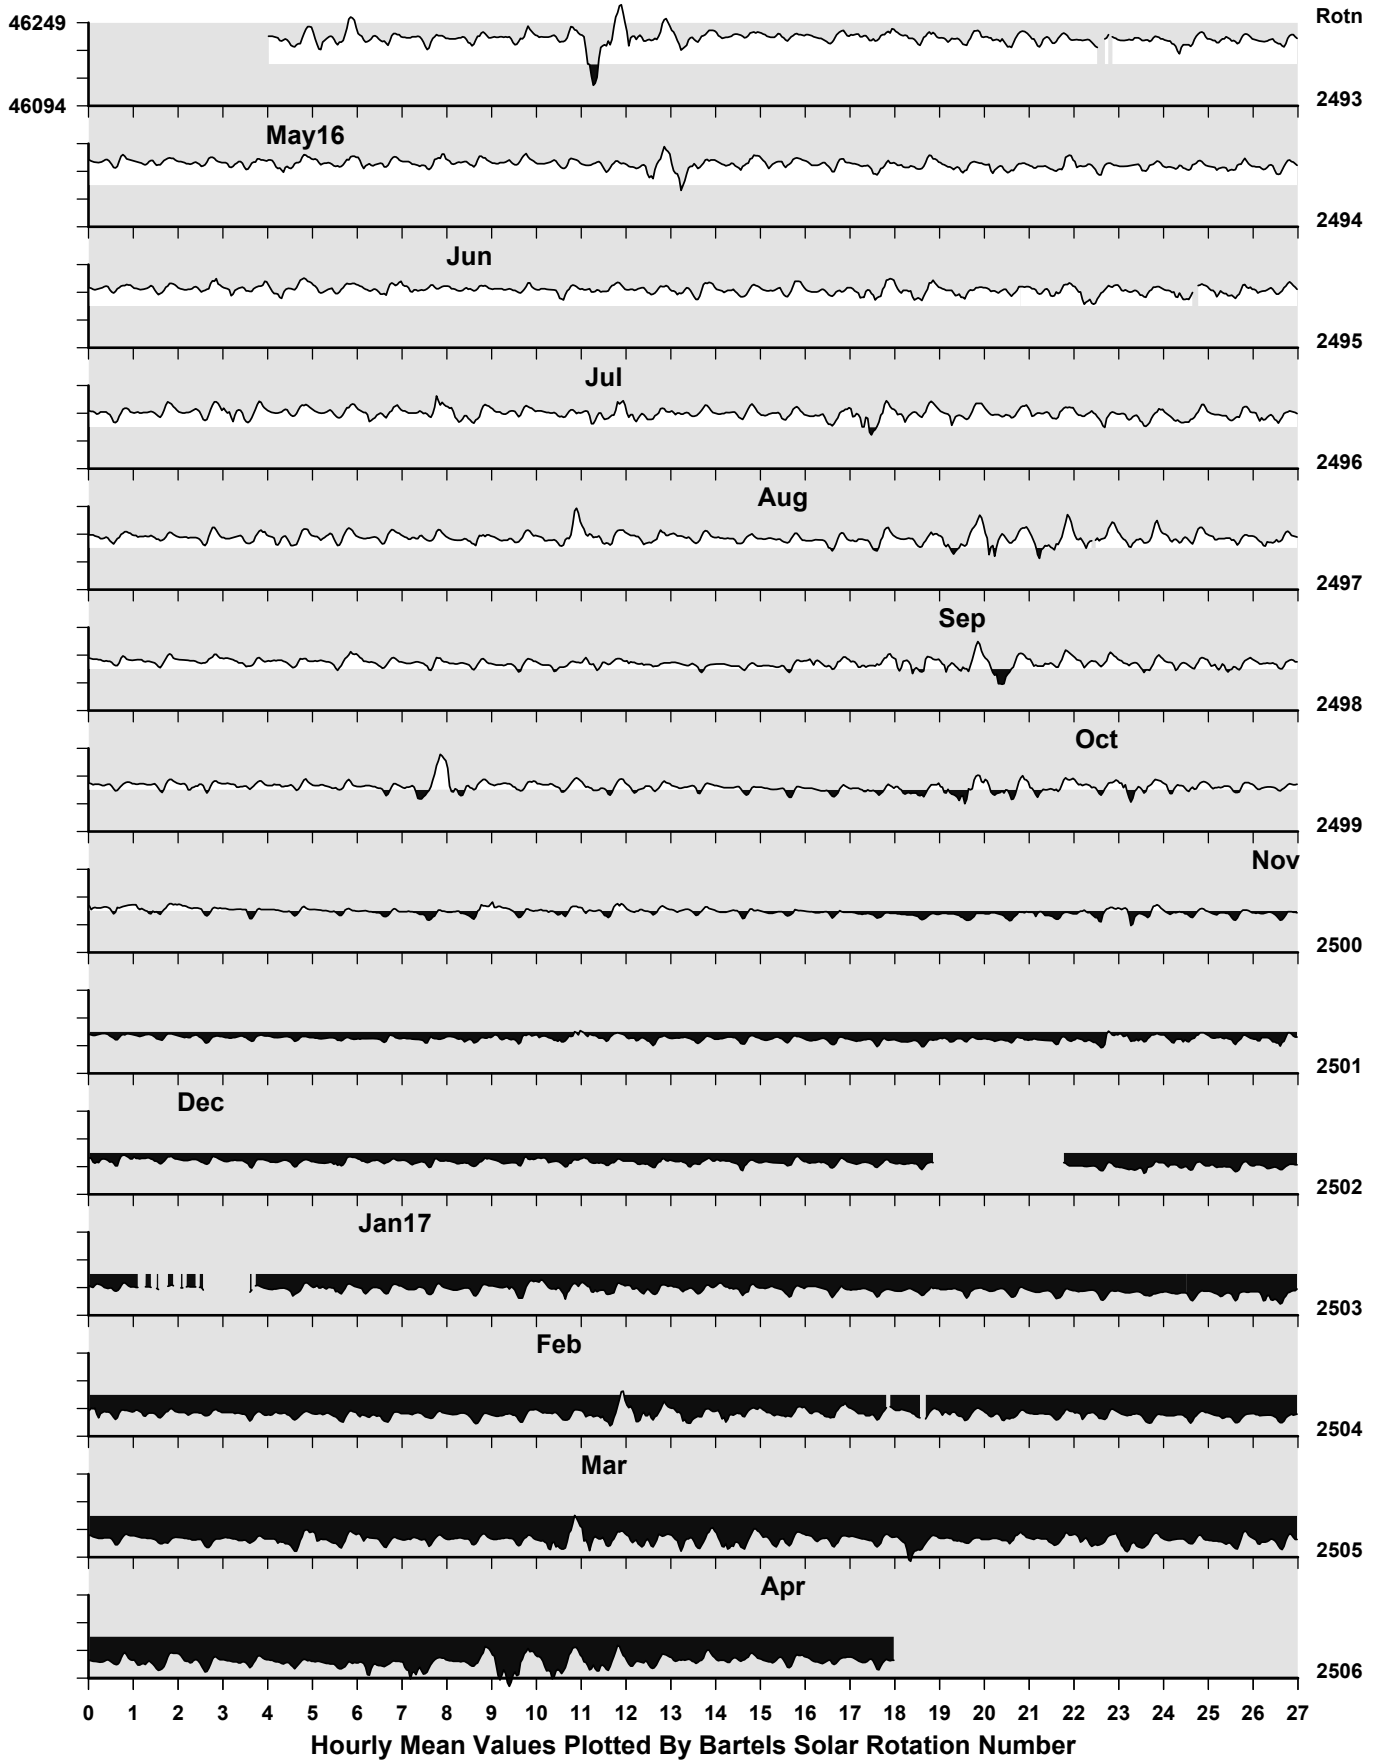 46249
Rotn
46094
2493
May16
2494
Jun
2495
Jul
2496
Aug
2497
Sep
2498
Oct
2499
Nov
2500
2501
Dec
2502
Jan17
2503
Feb
2504
Mar
2505
Apr
2506
0 1 2 3 4 5 6 7 8 9 10 11 12 13 14 15 16 17 18 19 20 21 22 23 24 25 26 27
Hourly Mean Values Plotted By Bartels Solar Rotation Number